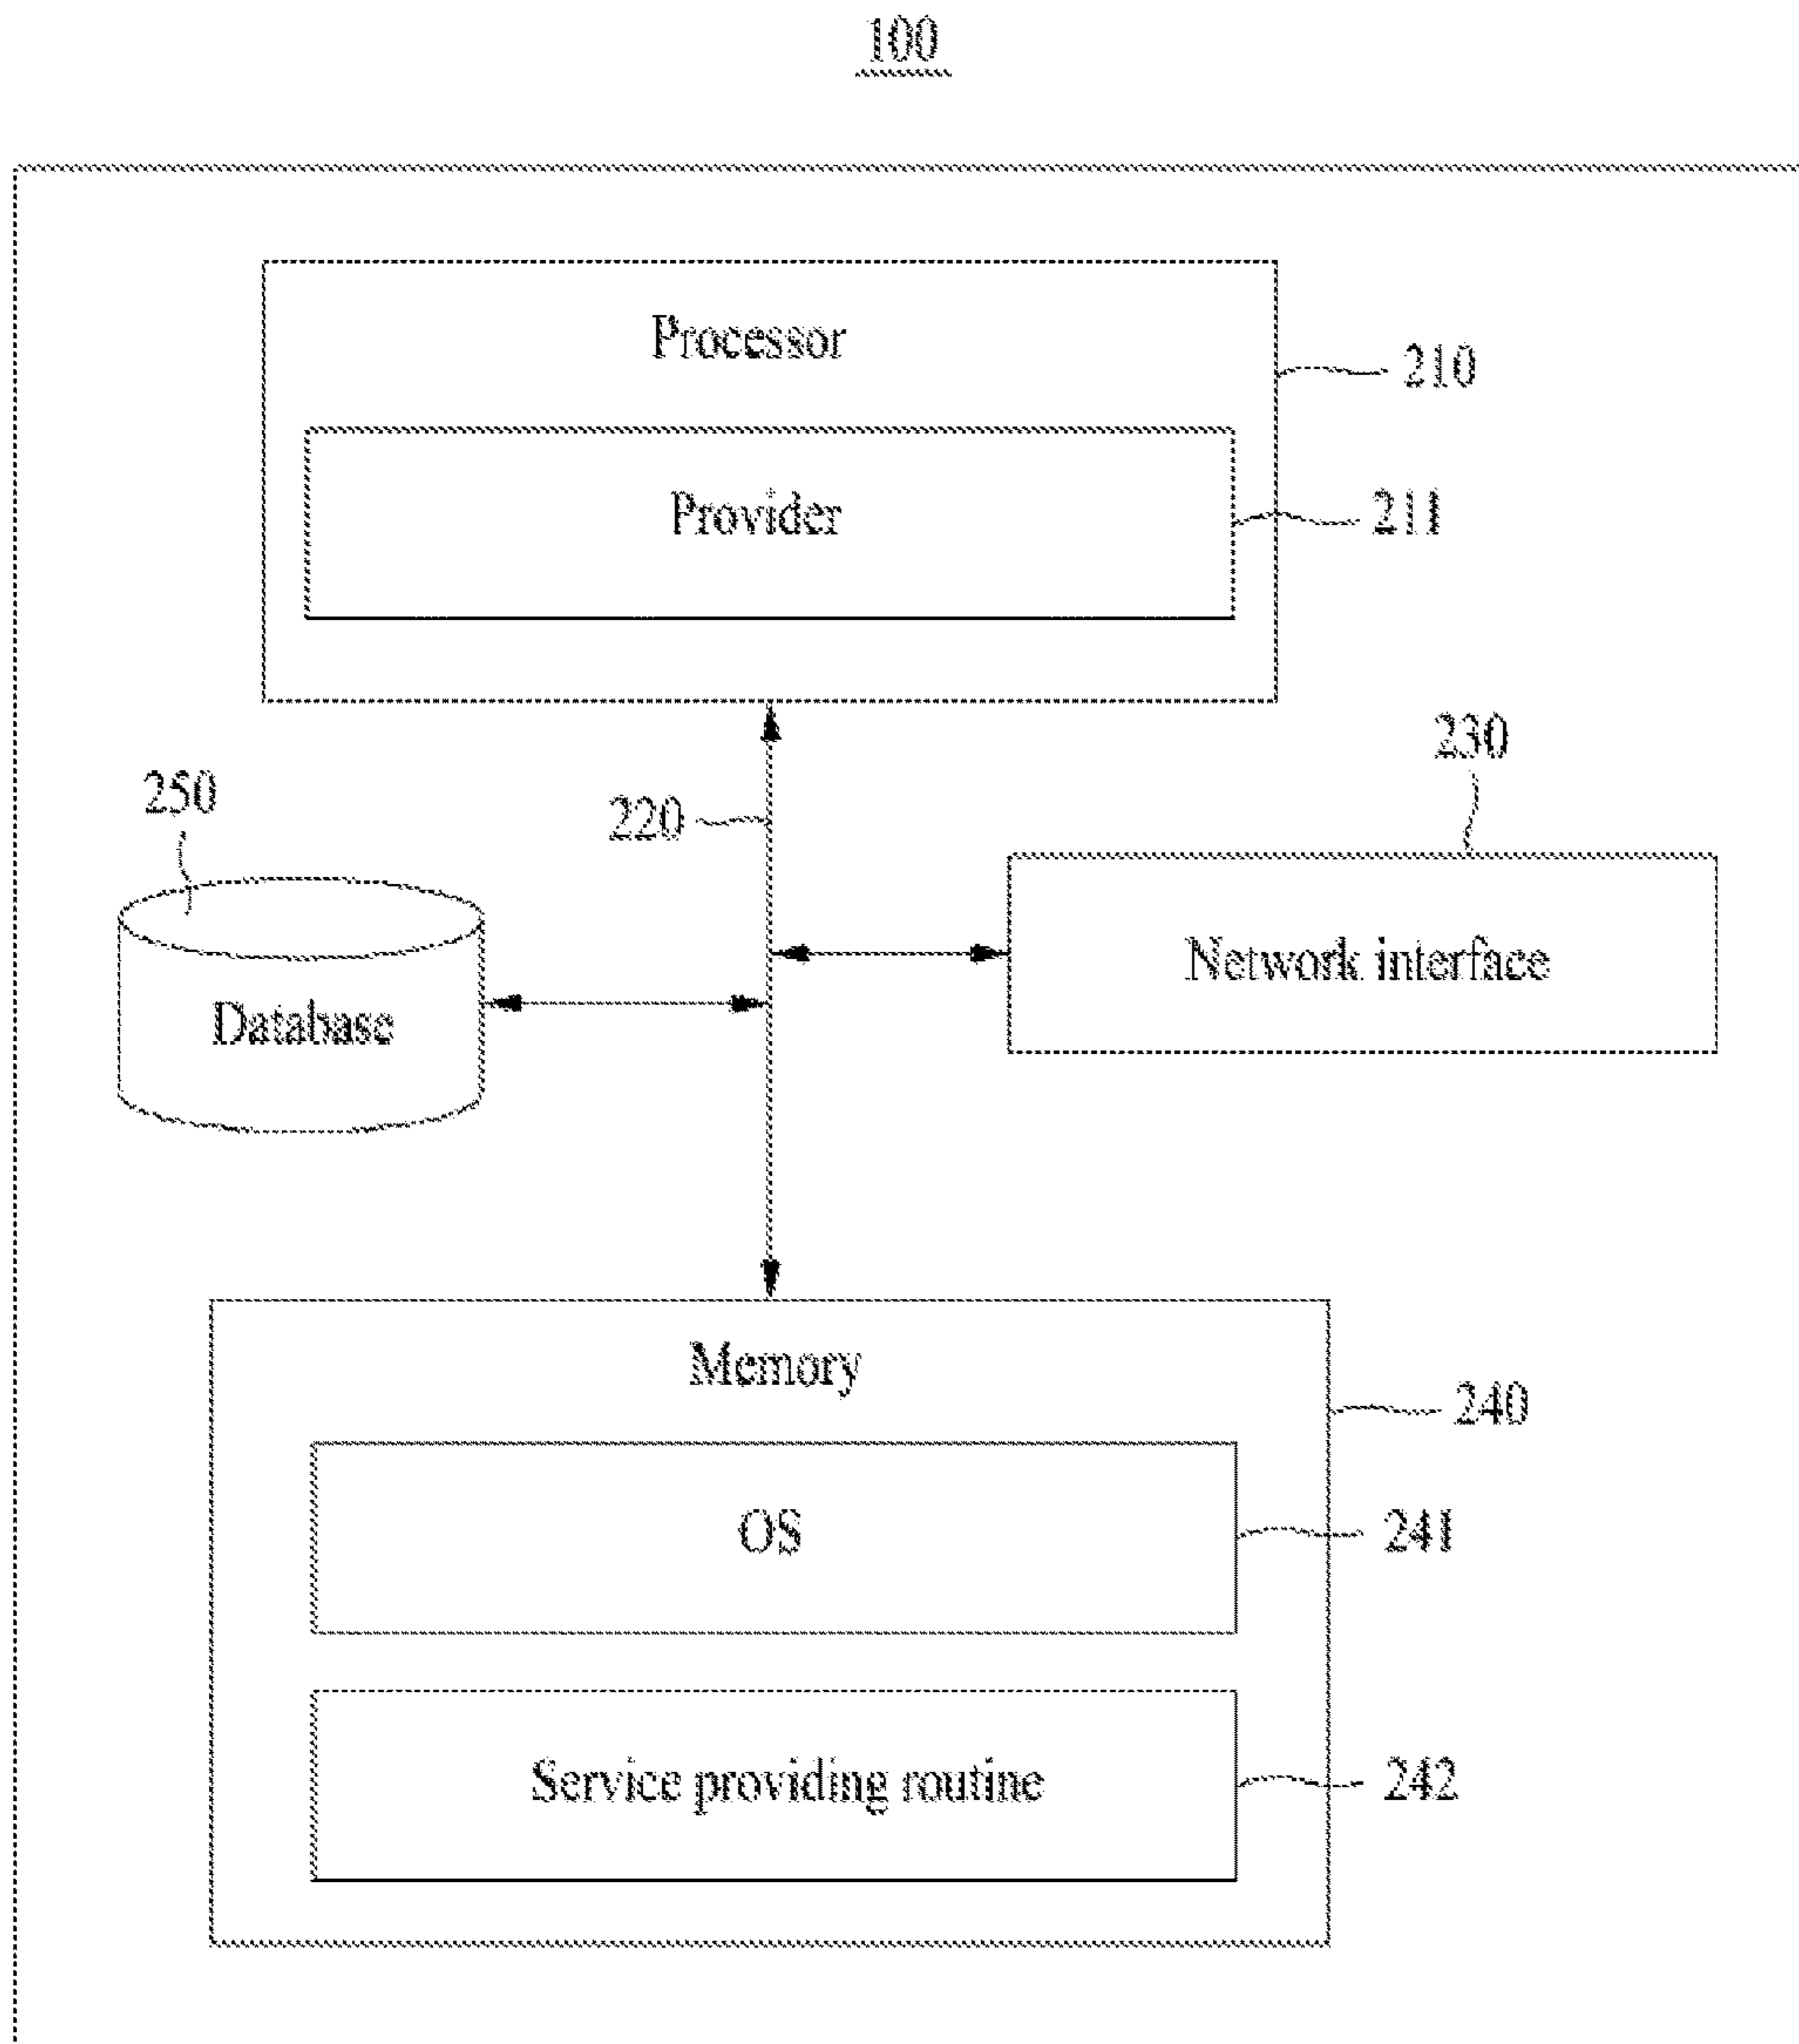 100
Processor
210
Provider
211
230
250
220
Network interface
Database
Memory
240
OS
241
Service providing routine
242